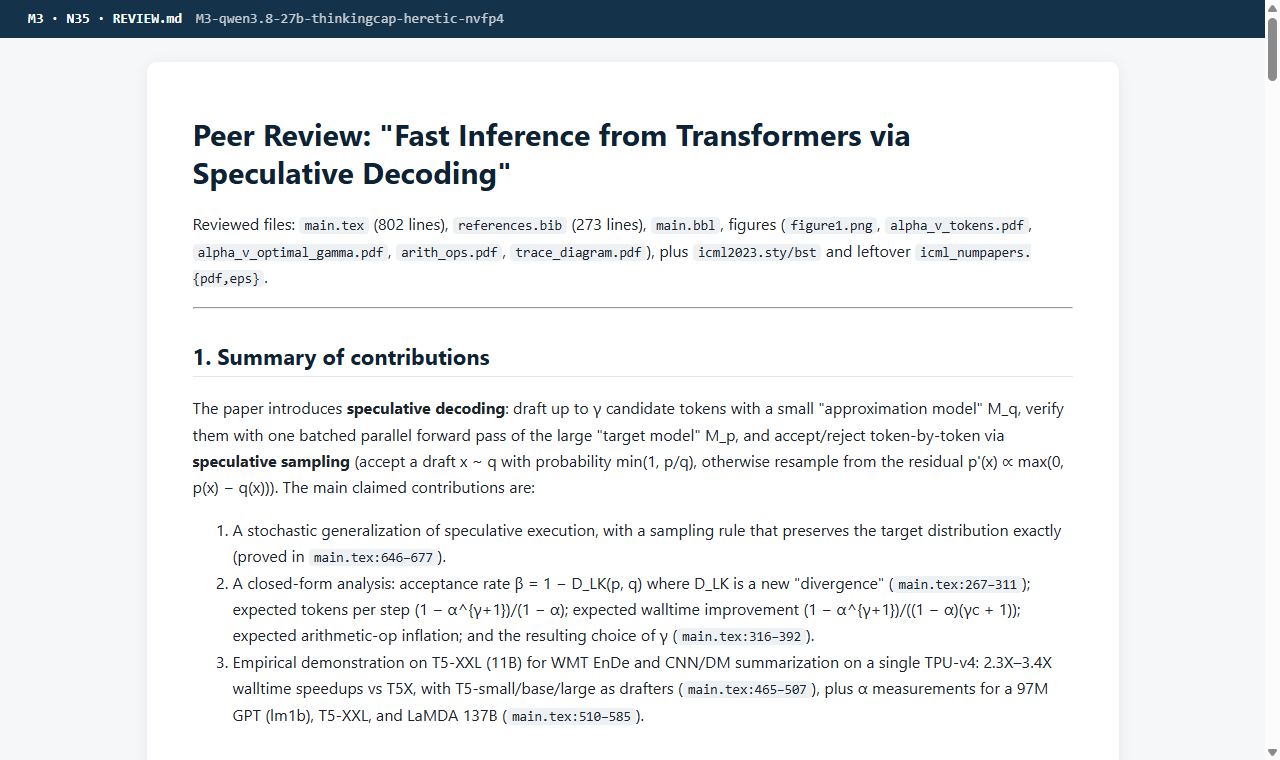 M3 • N35 • REVIEW.md M3-qwen3.8-27b-thinkingcap-heretic-nvfp4
Peer Review: "Fast Inference from Transformers via
Speculative Decoding"
Reviewed files: main.tex (802 lines), references.bib (273 lines), main.bbl, figures (figure1.png, alpha_v_tokens.pdf,
alpha_v_optimal_gamma.pdf, arith_ops.pdf, trace_diagram.pdf), plus icml2023.sty/bst and leftover icml_numpapers.
{pdf,eps}.
1. Summary of contributions
The paper introduces speculative decoding: draft up to γ candidate tokens with a small "approximation model" M_q, verify
them with one batched parallel forward pass of the large "target model" M_p, and accept/reject token-by-token via
speculative sampling (accept a draft x ~ q with probability min(1, p/q), otherwise resample from the residual p'(x) ∝ max(0,
p(x) − q(x))). The main claimed contributions are:
1. A stochastic generalization of speculative execution, with a sampling rule that preserves the target distribution exactly
(proved in main.tex:646–677).
2. A closed-form analysis: acceptance rate β = 1 − D_LK(p, q) where D_LK is a new "divergence" (main.tex:267–311);
expected tokens per step (1 − α^{γ+1})/(1 − α); expected walltime improvement (1 − α^{γ+1})/((1 − α)(γc + 1));
expected arithmetic-op inflation; and the resulting choice of γ (main.tex:316–392).
3. Empirical demonstration on T5-XXL (11B) for WMT EnDe and CNN/DM summarization on a single TPU-v4: 2.3X–3.4X
walltime speedups vs T5X, with T5-small/base/large as drafters (main.tex:465–507), plus α measurements for a 97M
GPT (lm1b), T5-XXL, and LaMDA 137B (main.tex:510–585).